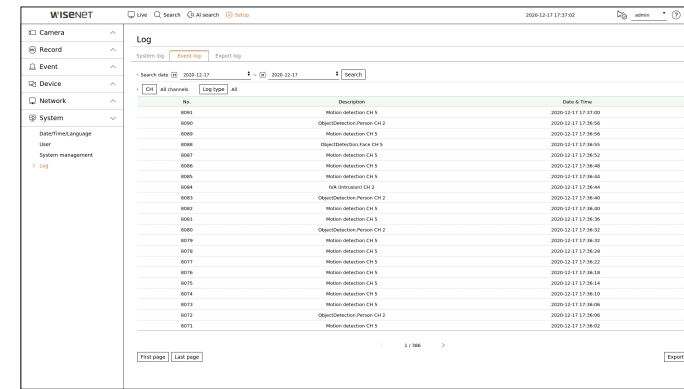 WISENET Live Search AI search Setup 2020-12-17 17:37:02 admin ?
Camera
Record
Event
Device
Network
System
Date/Time/Language
User
System management
> Log
Log
System log Event log Export log
Search date 2020-12-17 ~ 2020-12-17 Search
CH All channels Log type All
No. Description Date & Time
8091 Motion detection CH 5 2020-12-17 17:37:00
8090 ObjectDetection.Person CH 2 2020-12-17 17:36:56
8089 Motion detection CH 5 2020-12-17 17:36:56
8088 ObjectDetection.Face CH 5 2020-12-17 17:36:55
8087 Motion detection CH 5 2020-12-17 17:36:52
8086 Motion detection CH 5 2020-12-17 17:36:48
8085 Motion detection CH 5 2020-12-17 17:36:44
8084 IVA (Intrusion) CH 2 2020-12-17 17:36:44
8083 ObjectDetection.Person CH 2 2020-12-17 17:36:40
8082 Motion detection CH 5 2020-12-17 17:36:40
8081 Motion detection CH 5 2020-12-17 17:36:36
8080 ObjectDetection.Person CH 2 2020-12-17 17:36:32
8079 Motion detection CH 5 2020-12-17 17:36:32
8078 Motion detection CH 5 2020-12-17 17:36:28
8077 Motion detection CH 5 2020-12-17 17:36:22
8076 Motion detection CH 5 2020-12-17 17:36:18
8075 Motion detection CH 5 2020-12-17 17:36:14
8074 Motion detection CH 5 2020-12-17 17:36:10
8073 Motion detection CH 5 2020-12-17 17:36:06
8072 ObjectDetection.Person CH 2 2020-12-17 17:36:06
8071 Motion detection CH 5 2020-12-17 17:36:02
< 1 / 386 >
First page Last page Export